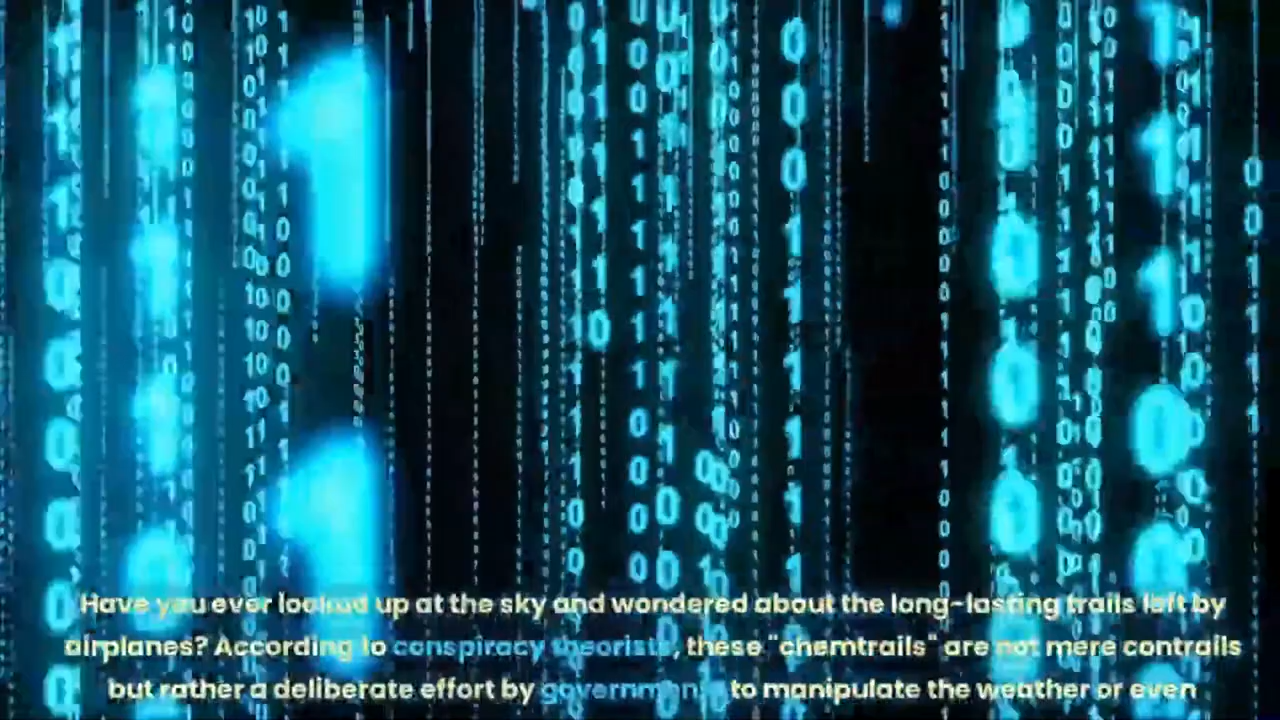 Have you ever looked up at the sky and wondered about the long-lasting trails left by
airplanes? According to conspiracy theorists, these "chemtrails" are not mere contrails
but rather a deliberate effort by governments to manipulate the weather or even